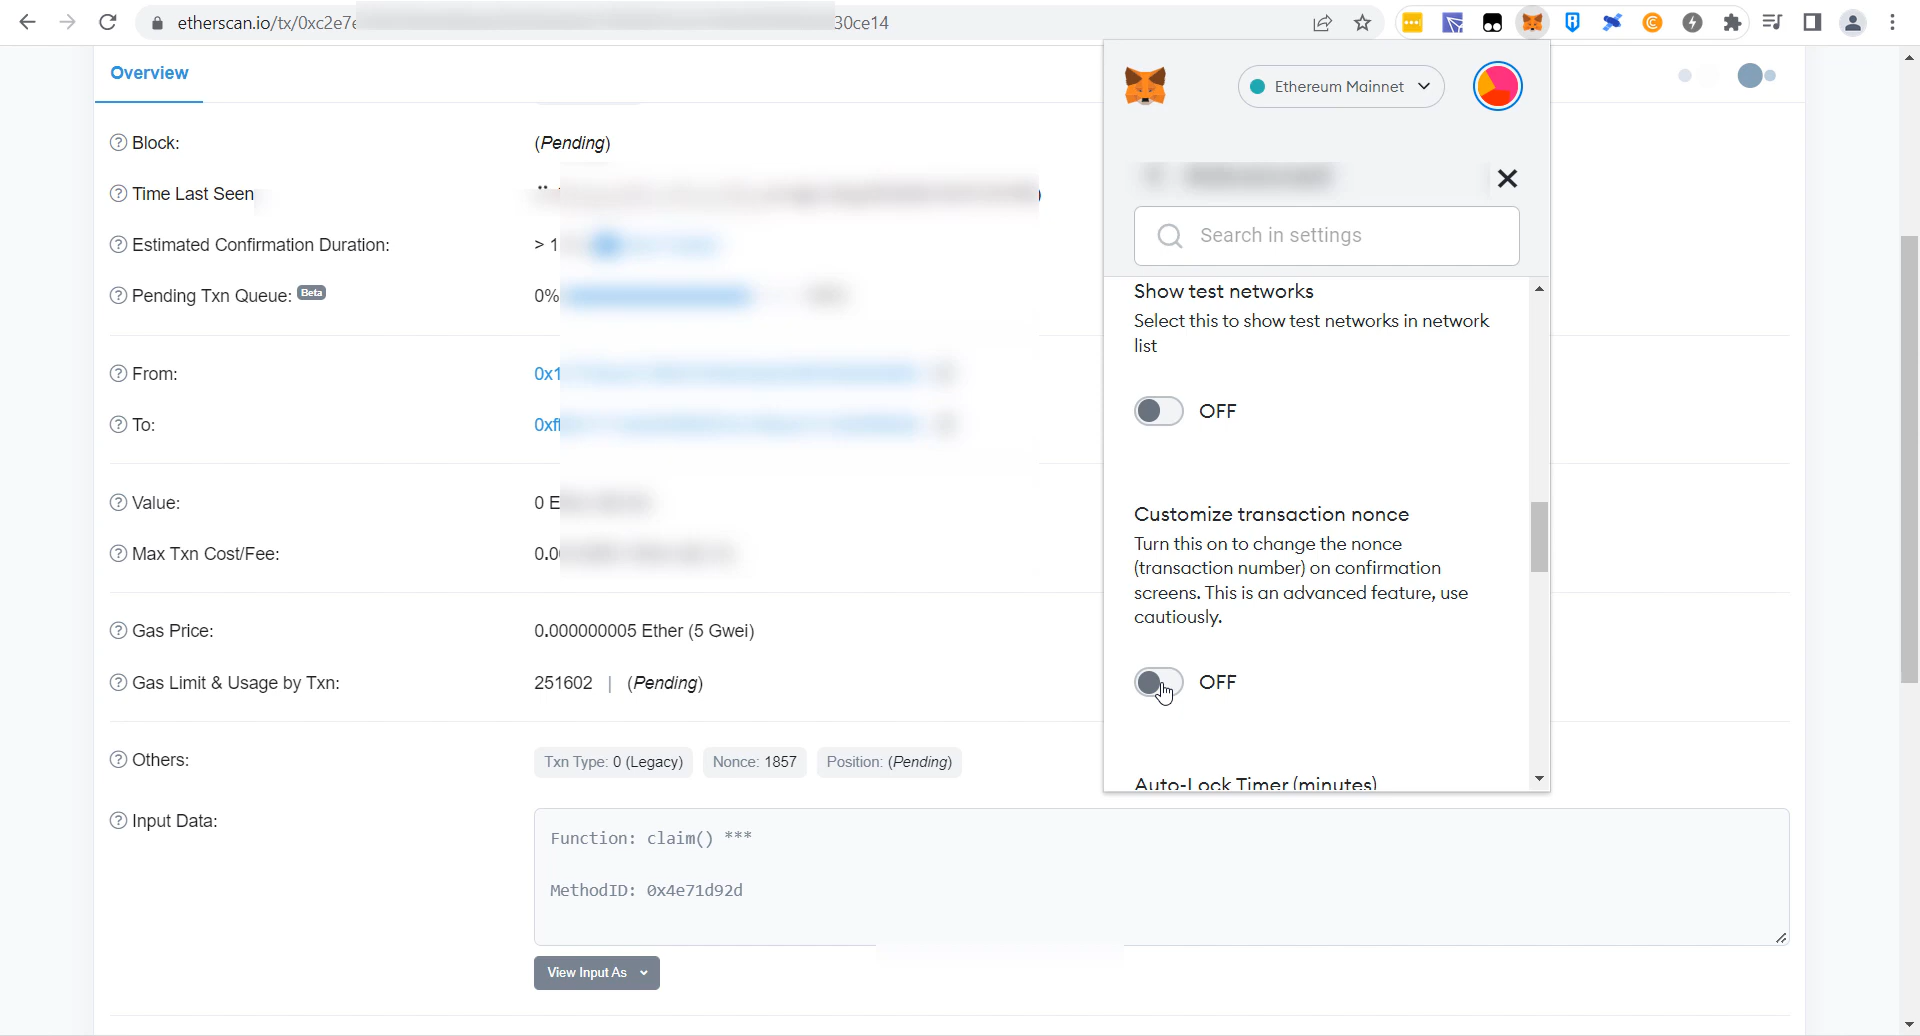 etherscan.io/tx/0xc2e7e 30ce14
Overview
Block: (Pending)
Time Last Seen
Estimated Confirmation Duration: > 1
Pending Txn Queue: Beta 0%
From: 0x1
To: 0xff
Value: 0 E
Max Txn Cost/Fee: 0.0
Gas Price: 0.000000005 Ether (5 Gwei)
Gas Limit & Usage by Txn: 251602 | (Pending)
Others: Txn Type: 0 (Legacy) Nonce: 1857 Position: (Pending)
Input Data:
Function: claim() ***
MethodID: 0x4e71d92d
View Input As
Ethereum Mainnet
Search in settings
Show test networks
Select this to show test networks in network
list
OFF
Customize transaction nonce
Turn this on to change the nonce
(transaction number) on confirmation
screens. This is an advanced feature, use
cautiously.
OFF
Auto-Lock Timer (minutes)